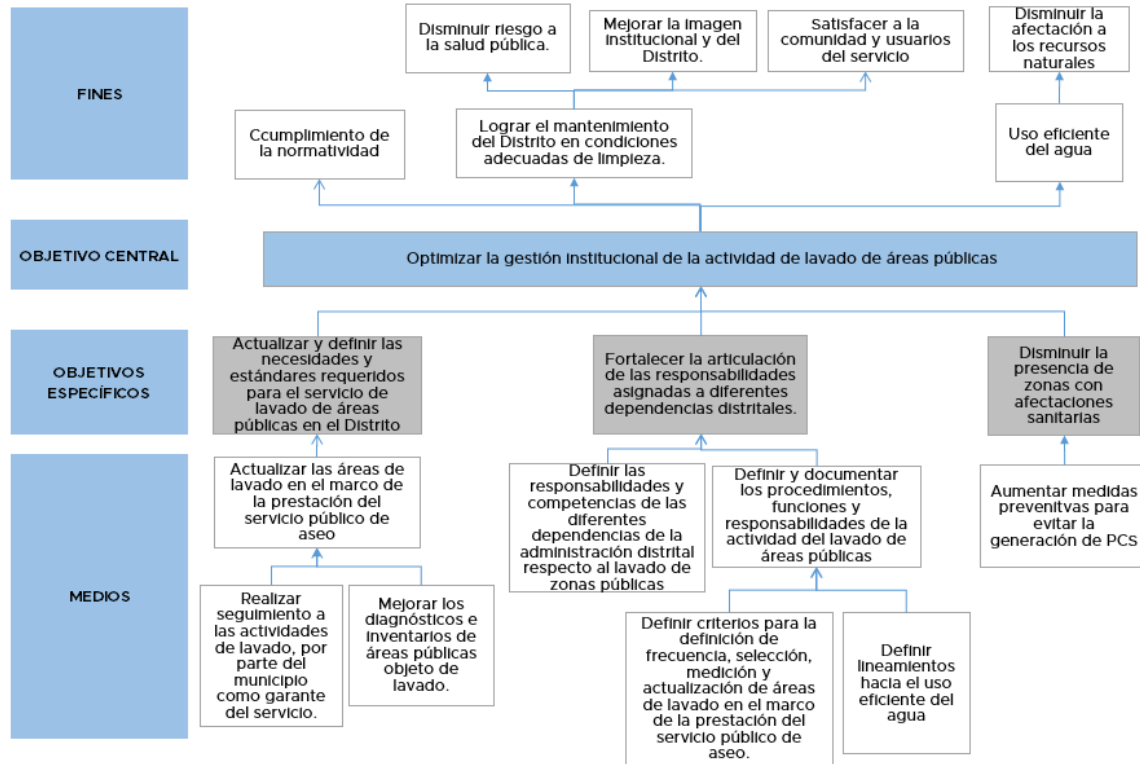 FINES
Disminuir riesgo a
la salud pública.
Mejorar la imagen
institucional y del
Distrito.
Satisfacer a la
comunidad y usuarios
del servicio
Disminuir la
afectación a
los recursos
naturales
Ccumplimiento de
la normatividad
Lograr el mantenimiento
del Distrito en condiciones
adecuadas de limpieza.
Uso eficiente
del agua
OBJETIVO CENTRAL
Optimizar la gestión institucional de la actividad de lavado de áreas públicas
OBJETIVOS
ESPECÍFICOS
Actualizar y definir las
necesidades y
estándares requeridos
para el servicio de
lavado de áreas
públicas en el Distrito
Fortalecer la articulación
de las responsabilidades
asignadas a diferentes
dependencias distritales.
Disminuir la
presencia de
zonas con
afectaciones
sanitarias
MEDIOS
Actualizar las áreas de
lavado en el marco de
la prestación del
servicio público de
aseo
Definir las
responsabilidades y
competencias de las
diferentes
dependencias de la
administración distrital
respecto al lavado de
zonas públicas
Definir y documentar
los procedimientos,
funciones y
responsabilidades de la
actividad del lavado de
áreas públicas
Aumentar medidas
prevenitvas para
evitar la
generación de PCS
Realizar
seguimiento a
las actividades
de lavado, por
parte del
municipio
como garante
del servicio.
Mejorar los
diagnósticos e
inventarios de
áreas públicas
objeto de
lavado.
Definir criterios para la
definición de
frecuencia, selección,
medición y
actualización de áreas
de lavado en el marco
de la prestación del
servicio público de
aseo.
Definir
lineamientos
hacia el uso
eficiente del
agua